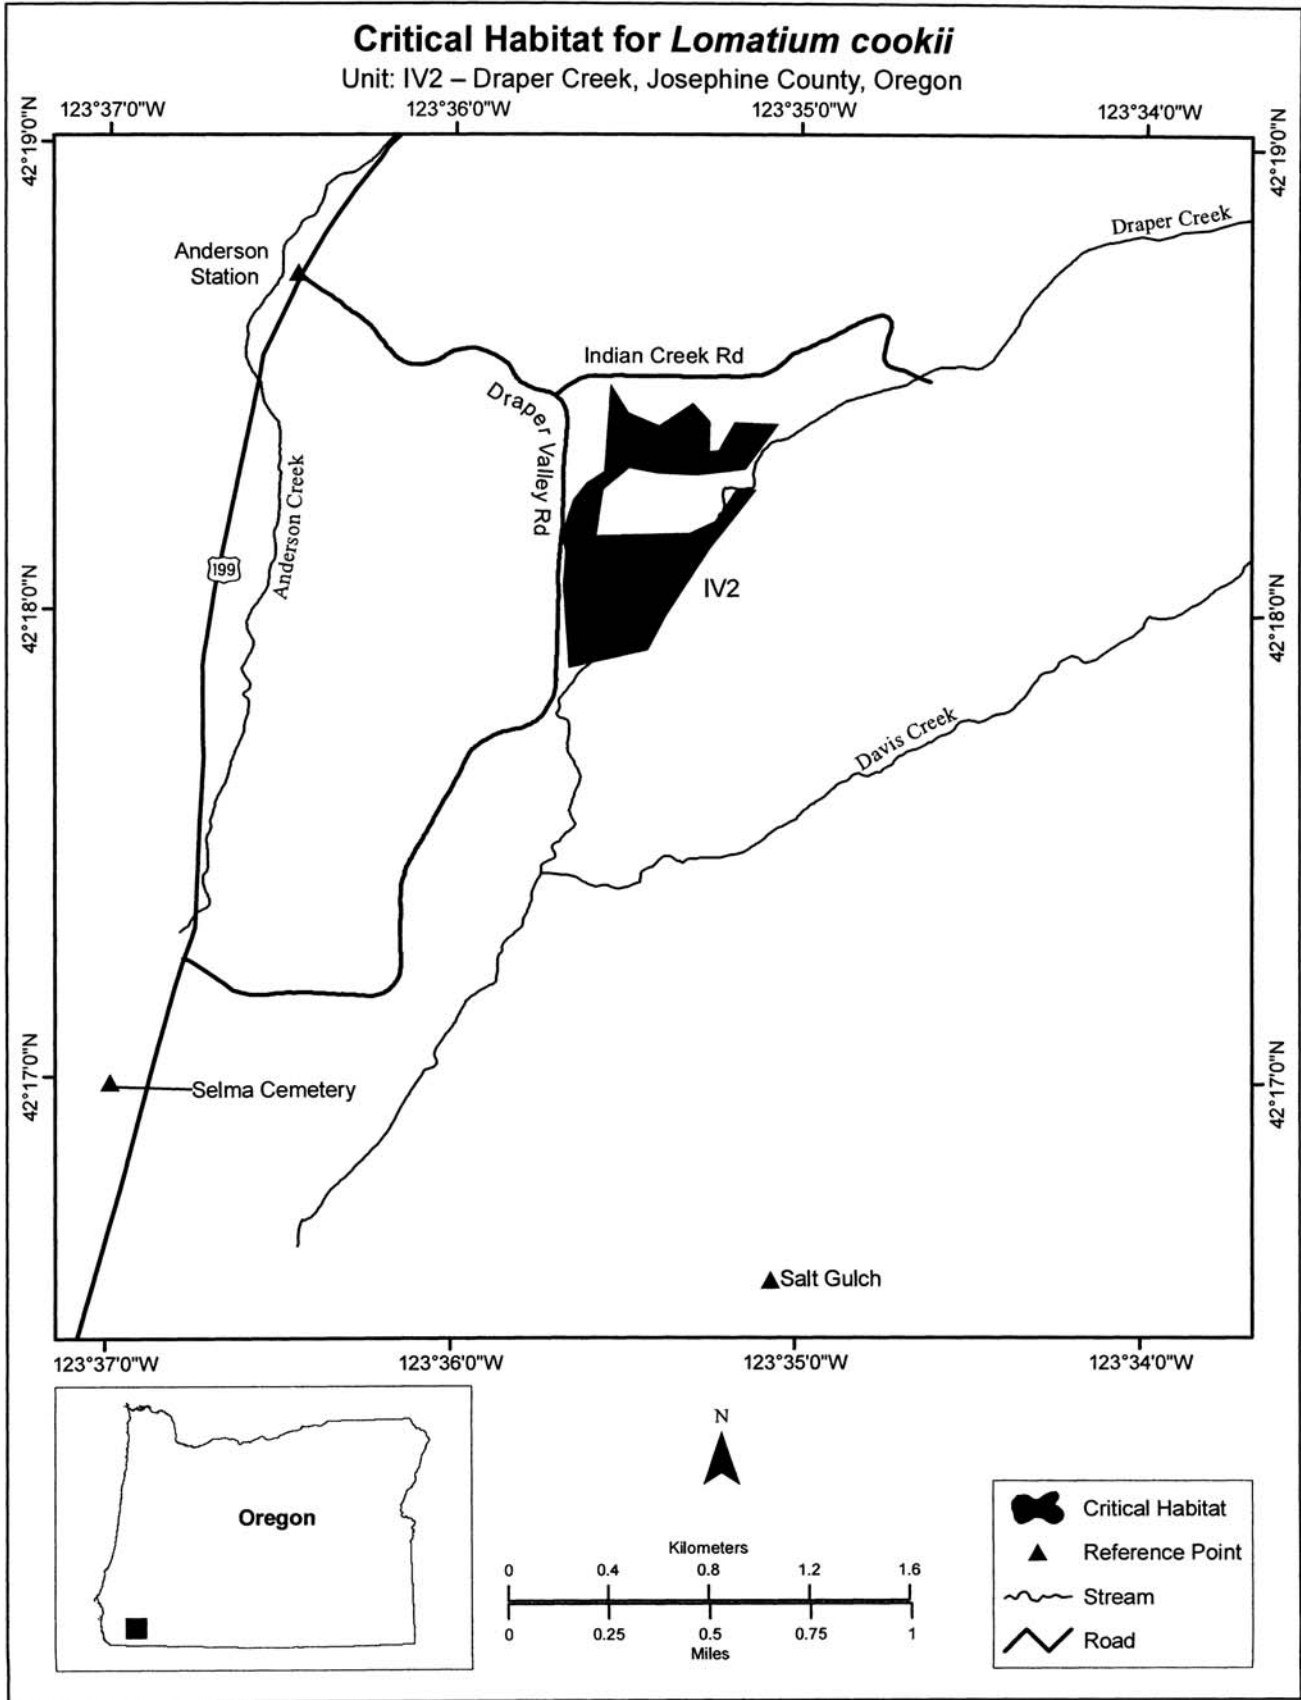 Critical Habitat for Lomatium cookii
Unit: IV2 – Draper Creek, Josephine County, Oregon
123°37'0"W
123°36'0"W
123°35'0"W
123°34'0"W
42°19'0"N
42°19'0"N
Draper Creek
Anderson
Station
Indian Creek Rd
Draper Valley Rd
Anderson Creek
199
IV2
42°18'0"N
42°18'0"N
Davis Creek
42°17'0"N
42°17'0"N
Selma Cemetery
Salt Gulch
123°37'0"W
123°36'0"W
123°35'0"W
123°34'0"W
Oregon
N
Kilometers
0 0.4 0.8 1.2 1.6
0 0.25 0.5 0.75 1
Miles
Critical Habitat
Reference Point
Stream
Road